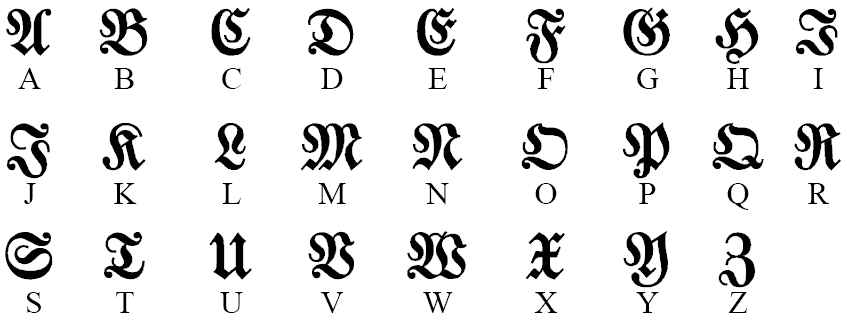 𝕬 𝕭 𝕮 𝕯 𝕰 𝕱 𝕲 𝕳 𝕴
A B C D E F G H I
𝕵 𝕶 𝕷 𝕸 𝕹 𝕺 𝕻 𝕼 𝕽
J K L M N O P Q R
𝕾 𝕿 𝖀 𝖁 𝖂 𝖃 𝖄 𝖅
S T U V W X Y Z